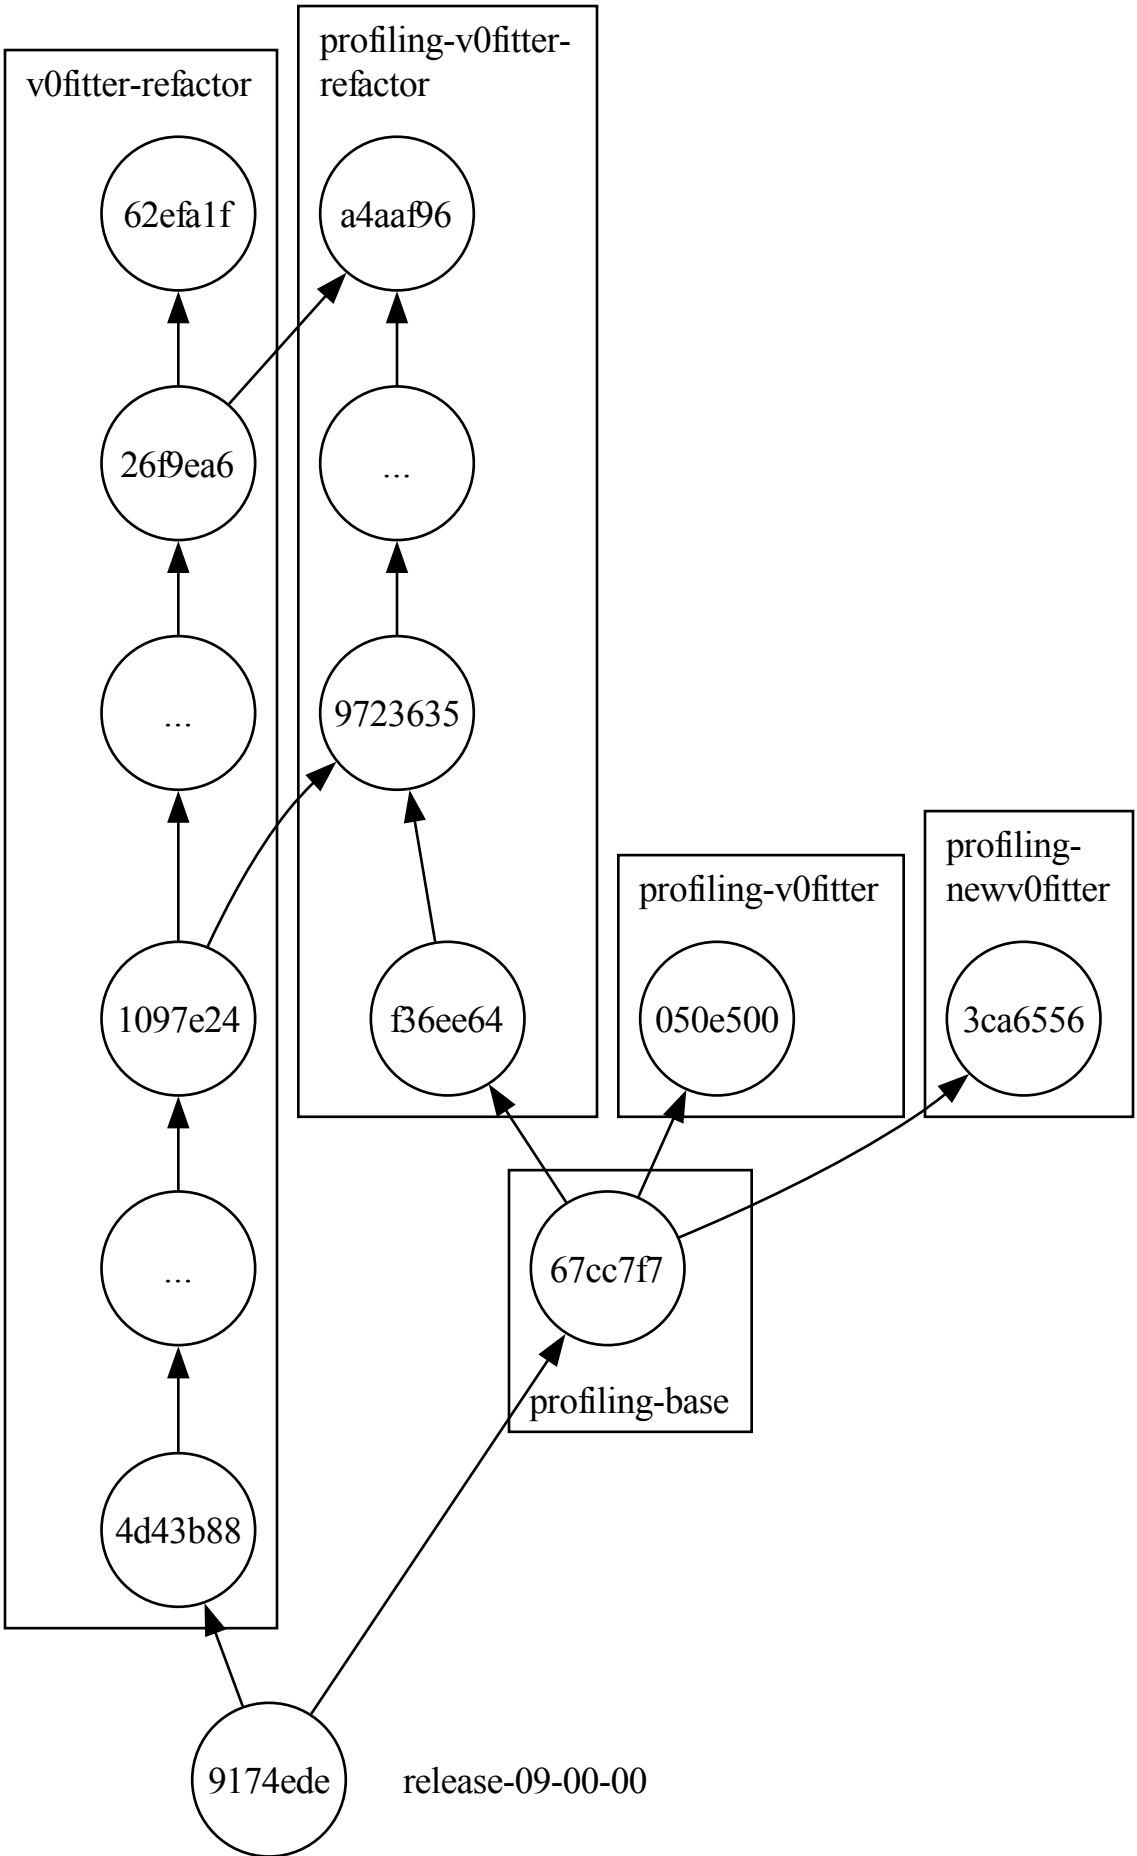 profiling-v0fitter-
refactor
v0fitter-refactor
62efa1f
a4aaf96
26f9ea6
...
...
9723635
profiling-
newv0fitter
profiling-v0fitter
1097e24
f36ee64
050e500
3ca6556
...
67cc7f7
profiling-base
4d43b88
9174ede
release-09-00-00